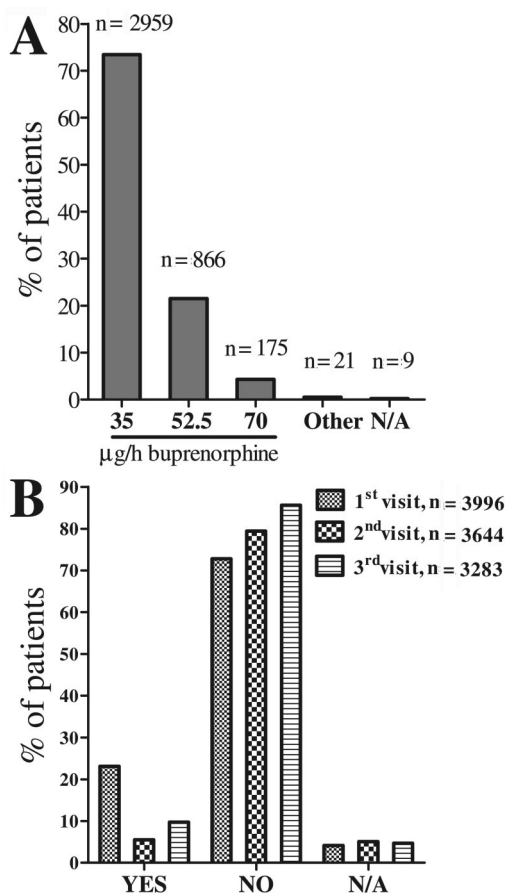 A
% of patients
80
70
60
50
40
30
20
10
0
n= 2959
n= 866
n= 175
n= 21
n= 9
35 52.5 70 Other N/A
µg/h buprenorphine
B
% of patients
90
80
70
60
50
40
30
20
10
0
1st visit, n = 3996
2nd visit, n = 3644
3rd visit, n = 3283
YES NO N/A